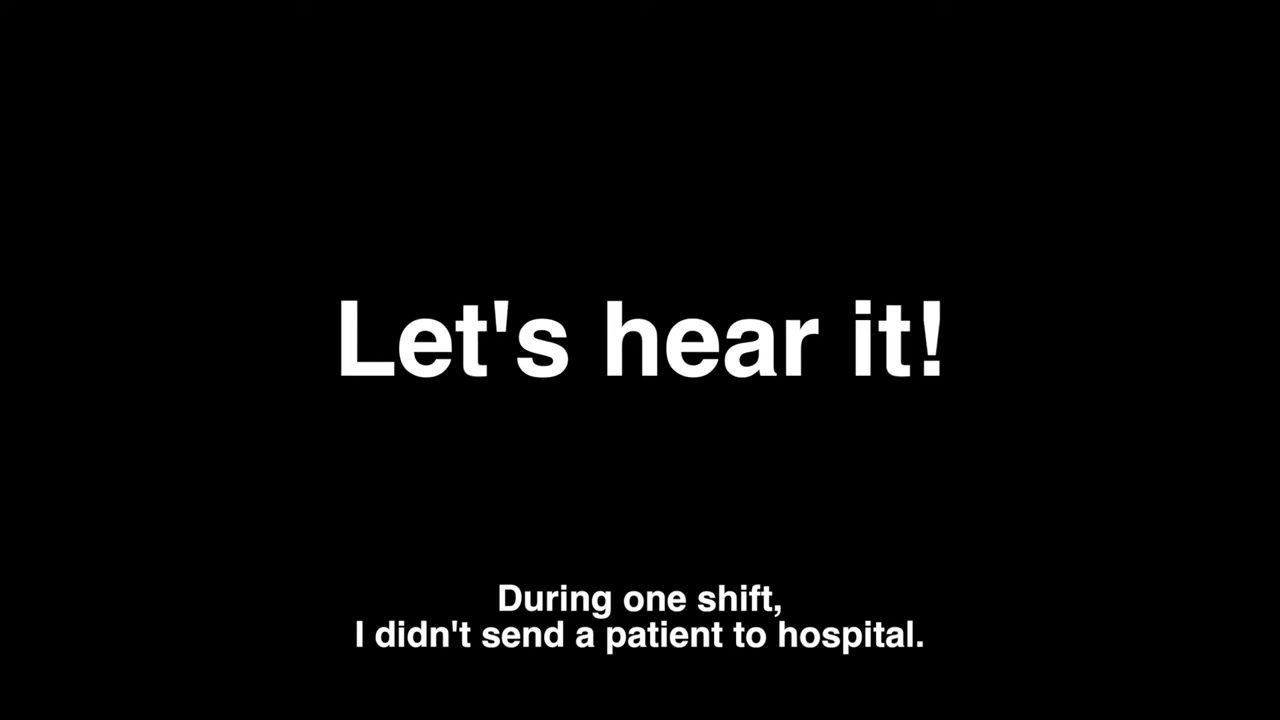 Let's hear it!
During one shift,
I didn't send a patient to hospital.